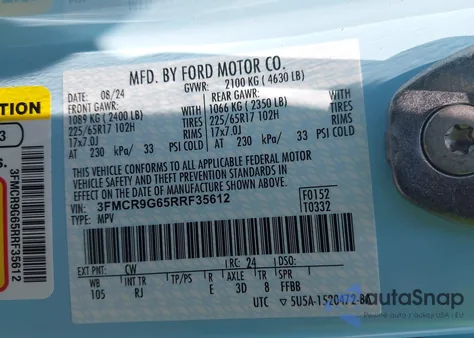 MFD. BY FORD MOTOR CO.
DATE: 08/24 GVWR: 2100 KG ( 4630 LB)
FRONT GAWR: REAR GAWR:
1089 KG ( 2400 LB) WITH 1066 KG ( 2350 LB) WITH
225/65R17 102H TIRES 225/65R17 102H TIRES
17x7.0J RIMS 17x7.0J RIMS
AT 230 kPa/ 33 PSI COLD AT 230 kPa/ 33 PSI COLD
THIS VEHICLE CONFORMS TO ALL APPLICABLE FEDERAL MOTOR
VEHICLE SAFETY AND THEFT PREVENTION STANDARDS IN
EFFECT ON THE DATE OF MANUFACTURE SHOWN ABOVE.
VIN: 3FMCR9G65RRF35612 F0152
TYPE: MPV T0332
EXT PNT: CW RC: 24 DSO:
WB INT TR TP/PS R AXLE TR SPR
105 RJ E 3D 8 FFBB
UTC ▽5U5A-1520472-BA
TION
3
S.
3FMCR9G65RRF35612
autoSnap